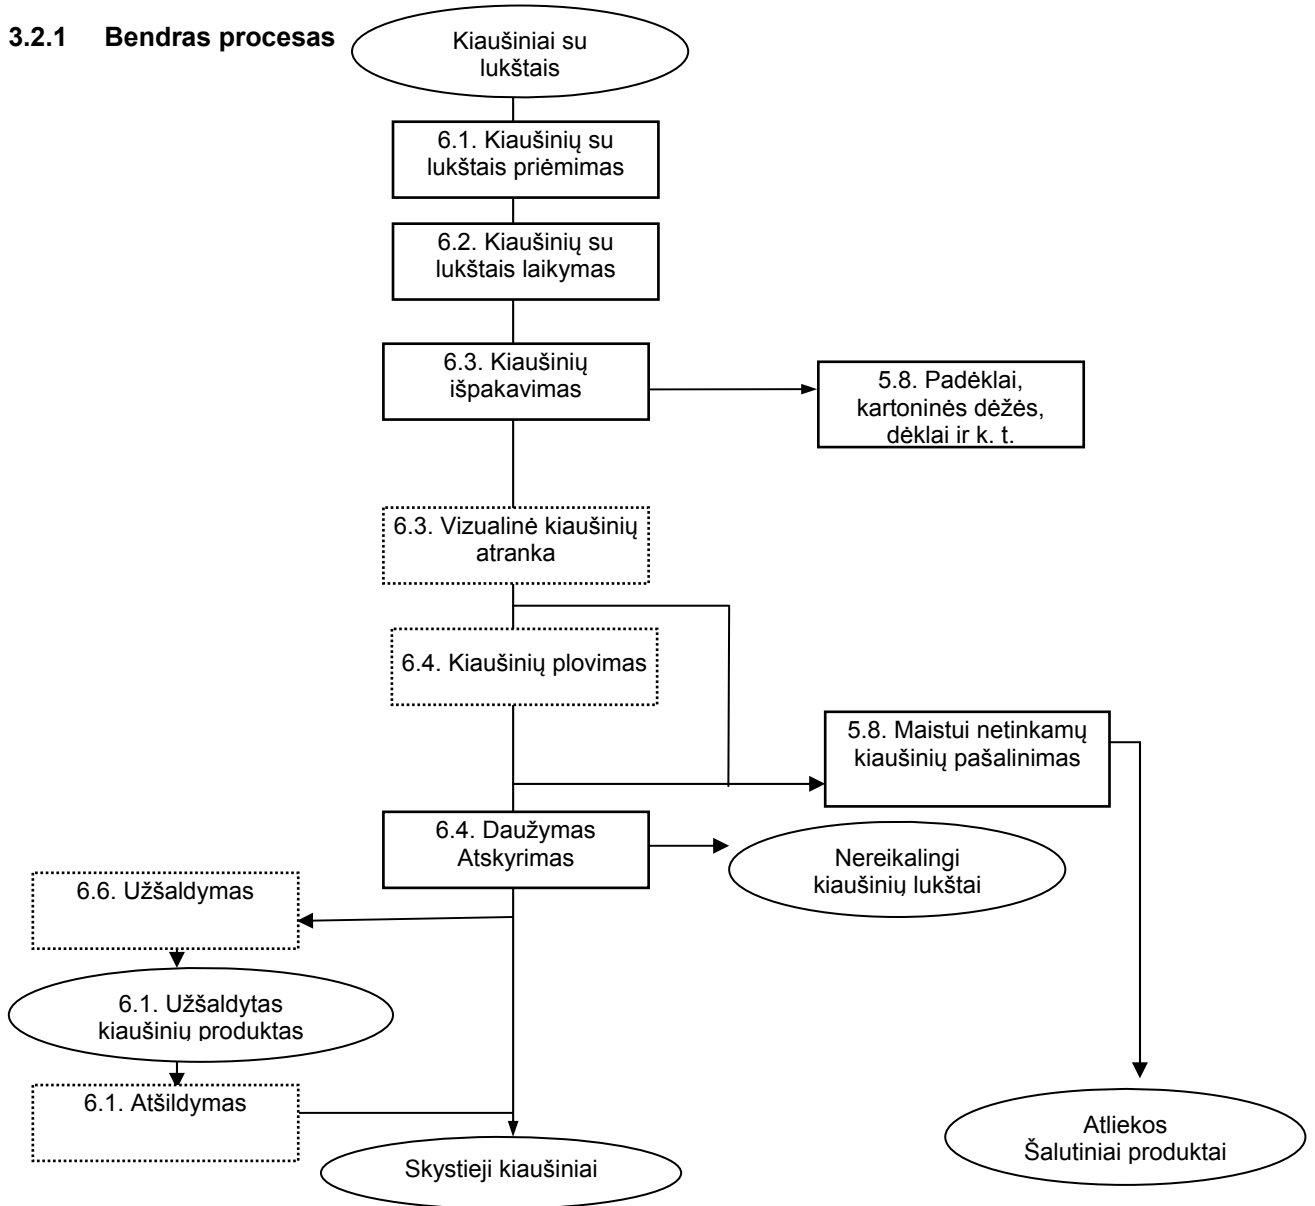 3.2.1 Bendras procesas
Kiaušiniai su
lukštais
6.1. Kiaušinių su
lukštais priėmimas
6.2. Kiaušinių su
lukštais laikymas
6.3. Kiaušinių
išpakavimas
5.8. Padėklai,
kartoninės dėžės,
dėklai ir k. t.
6.3. Vizualinė kiaušinių
atranka
6.4. Kiaušinių plovimas
5.8. Maistui netinkamų
kiaušinių pašalinimas
6.4. Daužymas
Atskyrimas
Nereikalingi
kiaušinių lukštai
6.6. Užšaldymas
6.1. Užšaldytas
kiaušinių produktas
6.1. Atšildymas
Skystieji kiaušiniai
Atliekos
Šalutiniai produktai